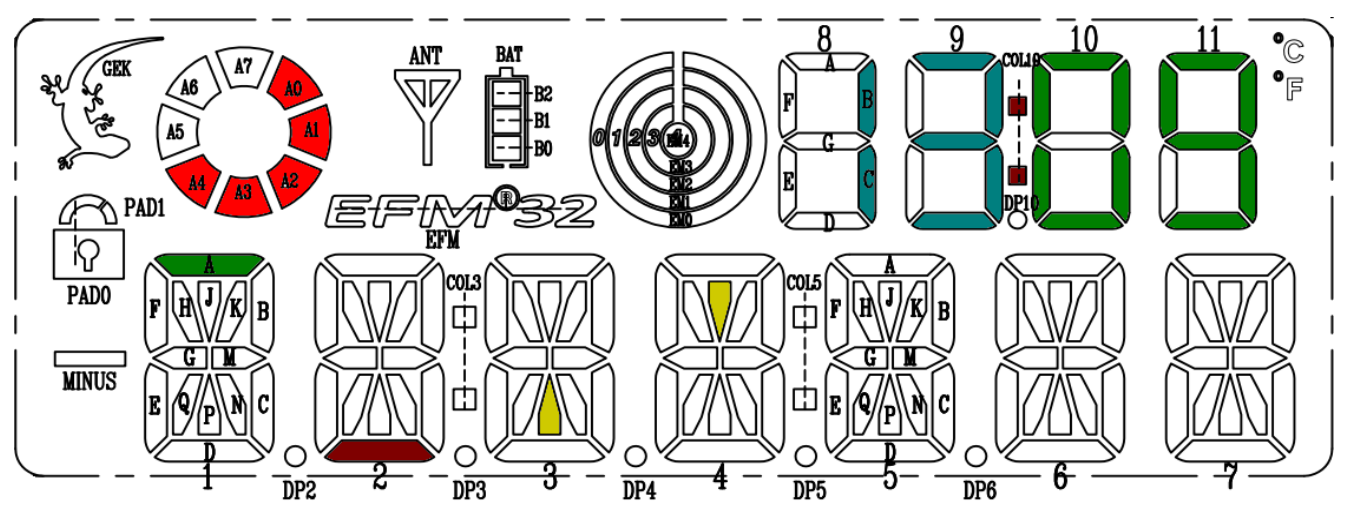 8 9 10 11
°C
°F
GEK
ANT
BAT
COL10
A7 A0 A1 A2 A3 A4 A5 A6
B2
B1
B0
0 1 2 3 4
EM4
EM3
EM2
EM1
EM0
A
F B
G
E C
D
DP10
PAD1
EFM®32
EFM
PAD0
MINUS
COL3
COL5
A
F H J K B
G M
E Q P N C
D
A
F H J K B
G M
E Q P N C
D
1 2 3 4 5 6 7
DP2 DP3 DP4 DP5 DP6